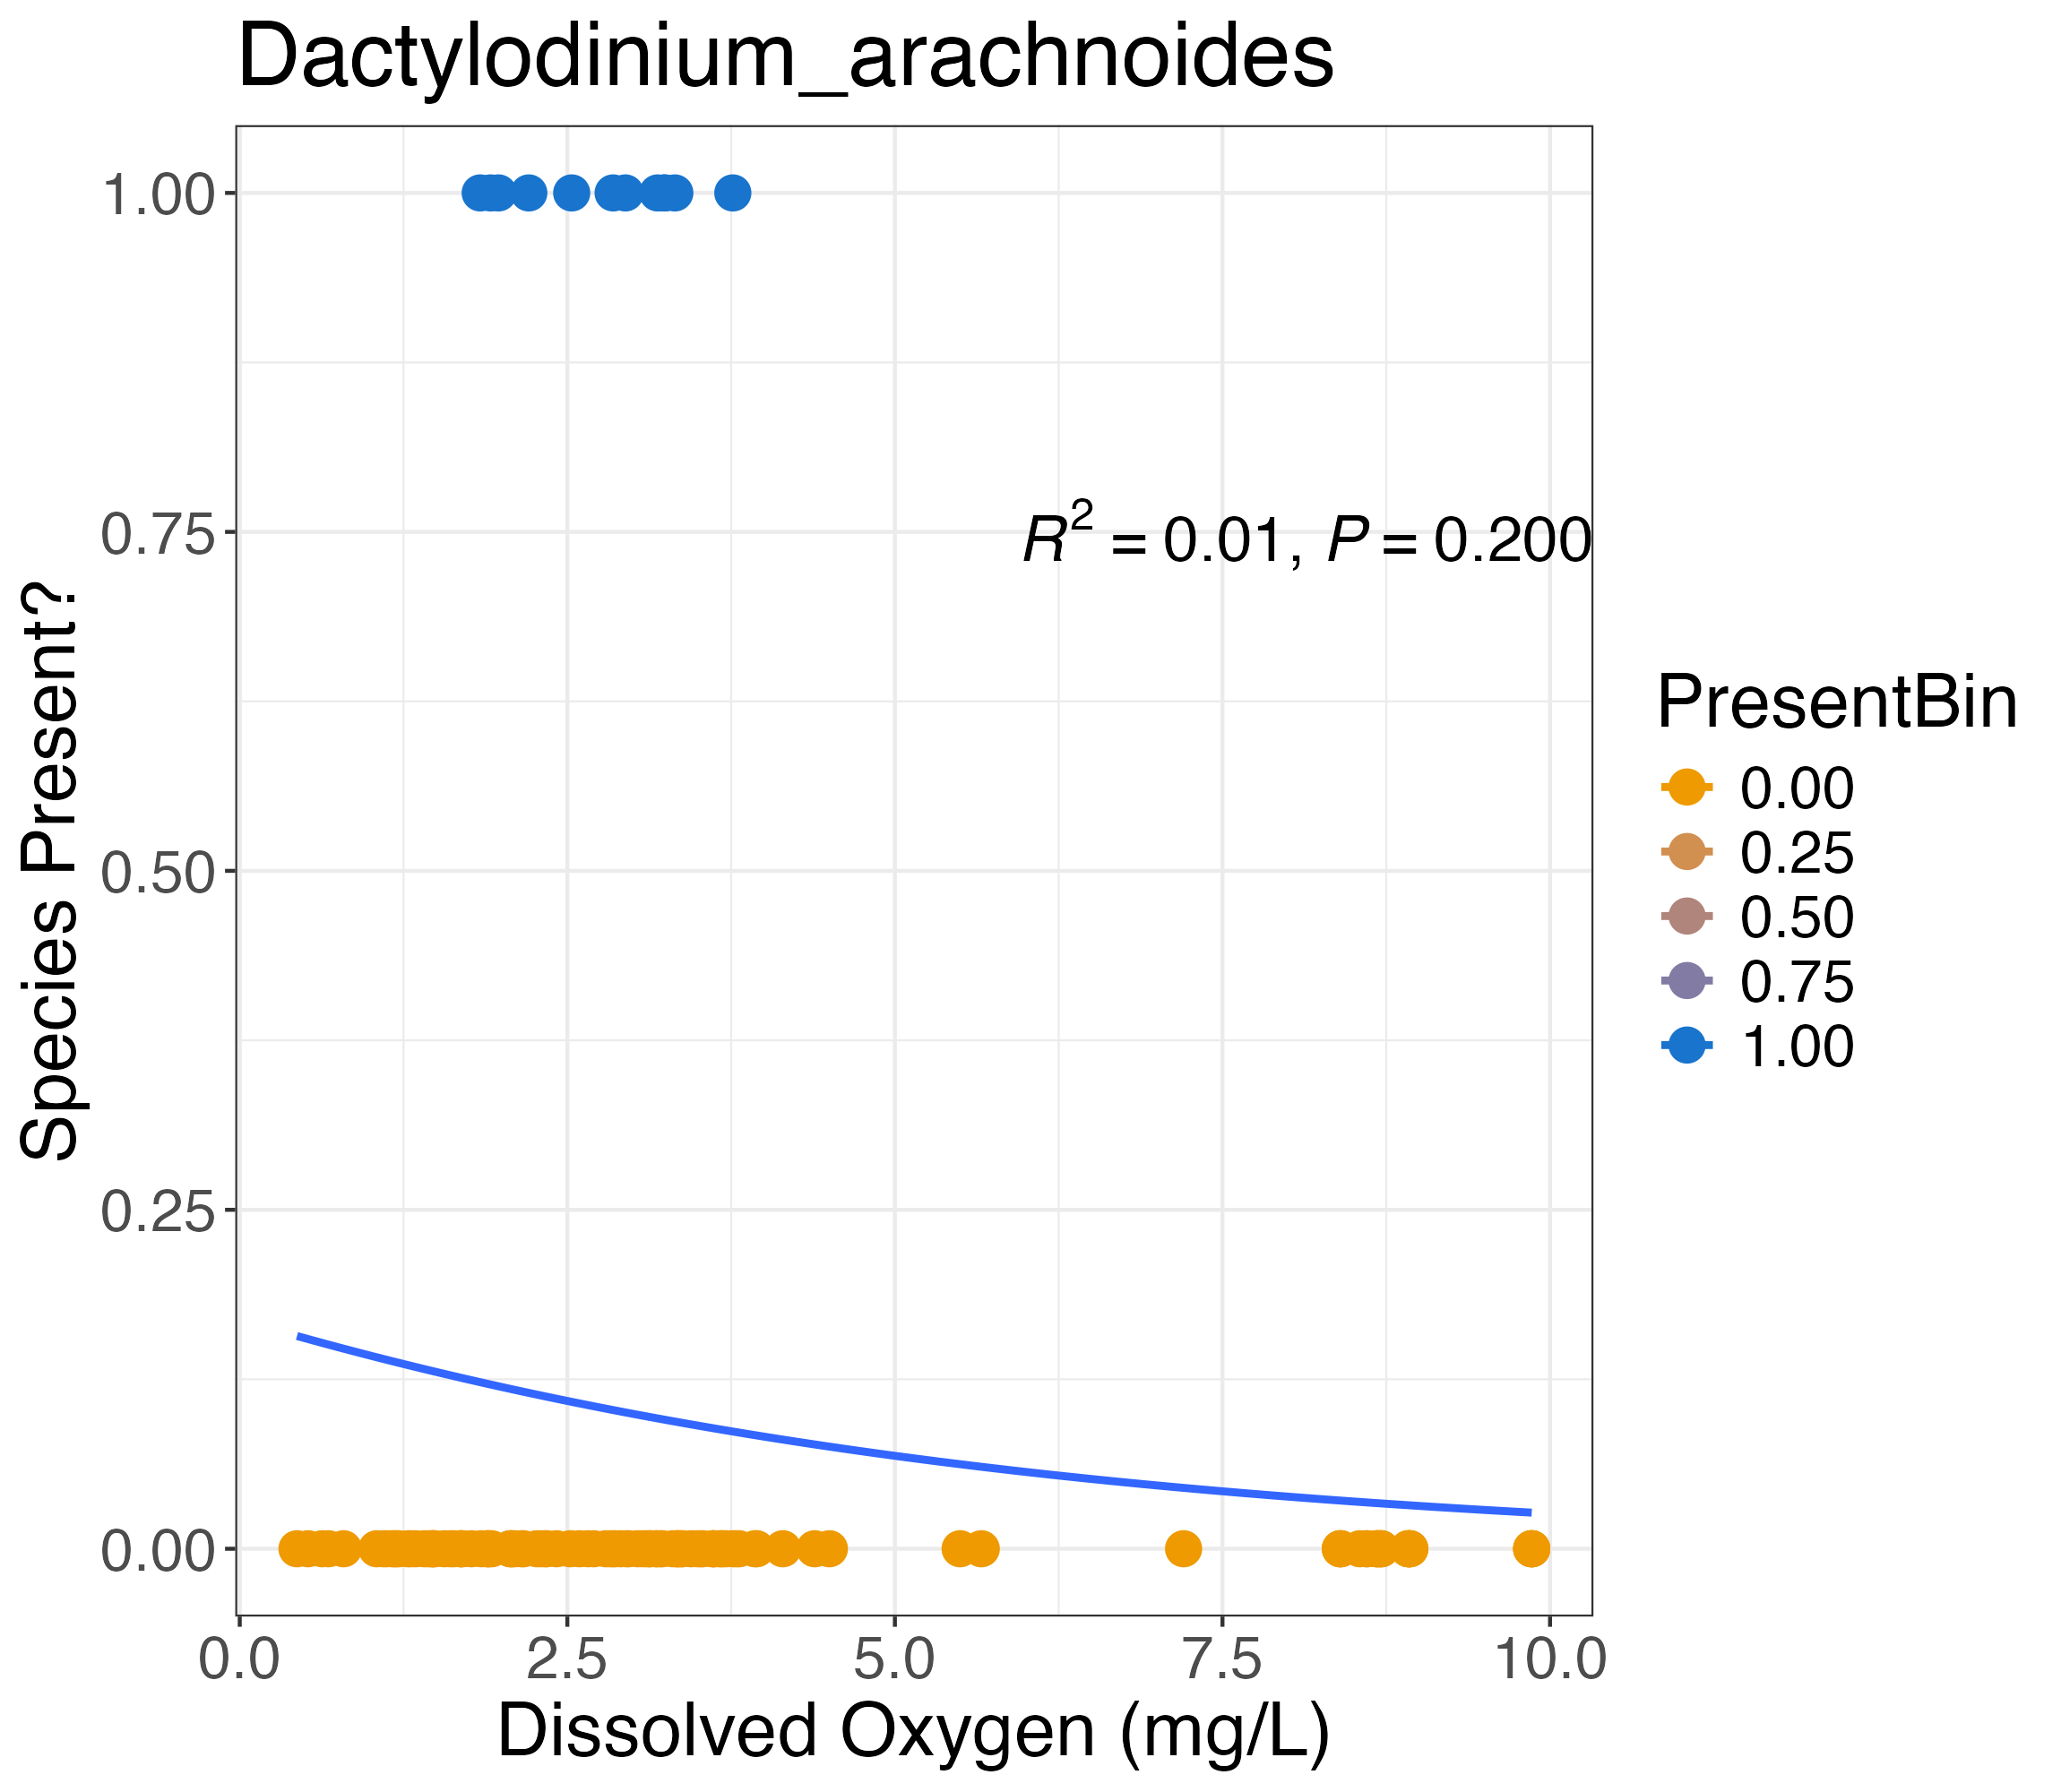 Dactylodinium_arachnoides
1.00
0.75
0.50
0.25
0.00
Species Present?
R² = 0.01, P = 0.200
0.0 2.5 5.0 7.5 10.0
Dissolved Oxygen (mg/L)
PresentBin
0.00
0.25
0.50
0.75
1.00